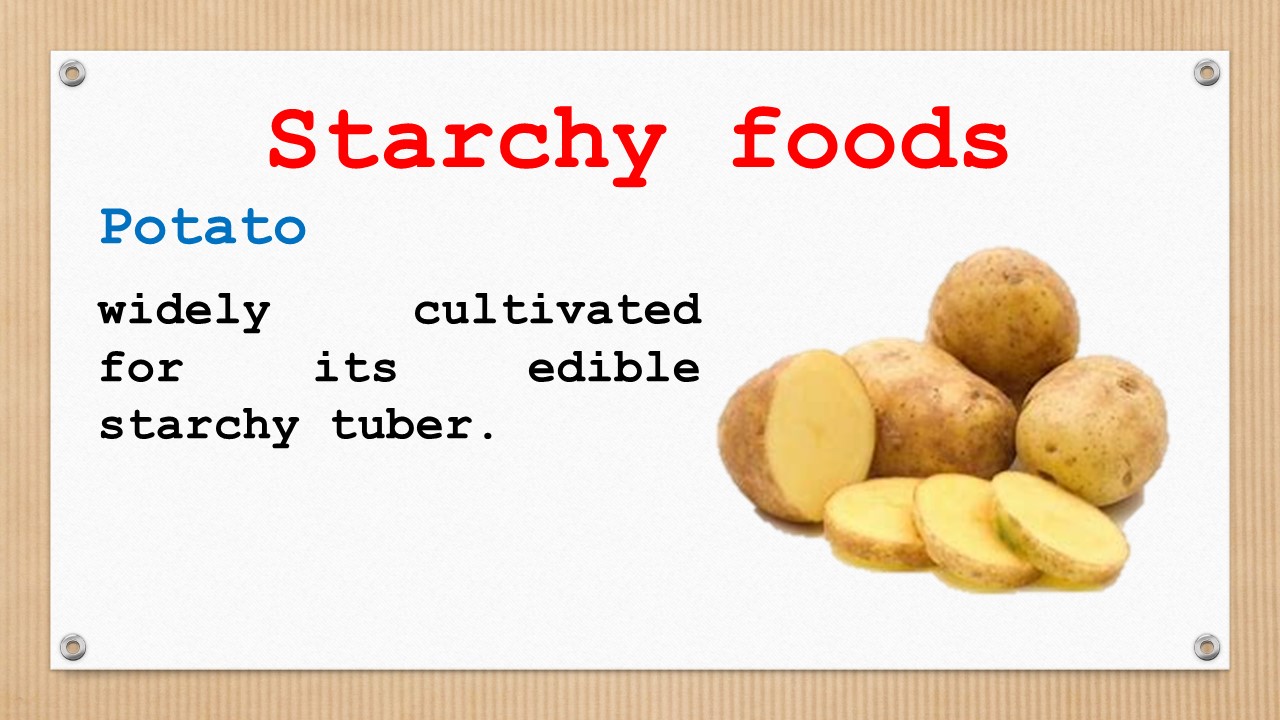 Starchy foods
Potato
widely cultivated
for its edible
starchy tuber.